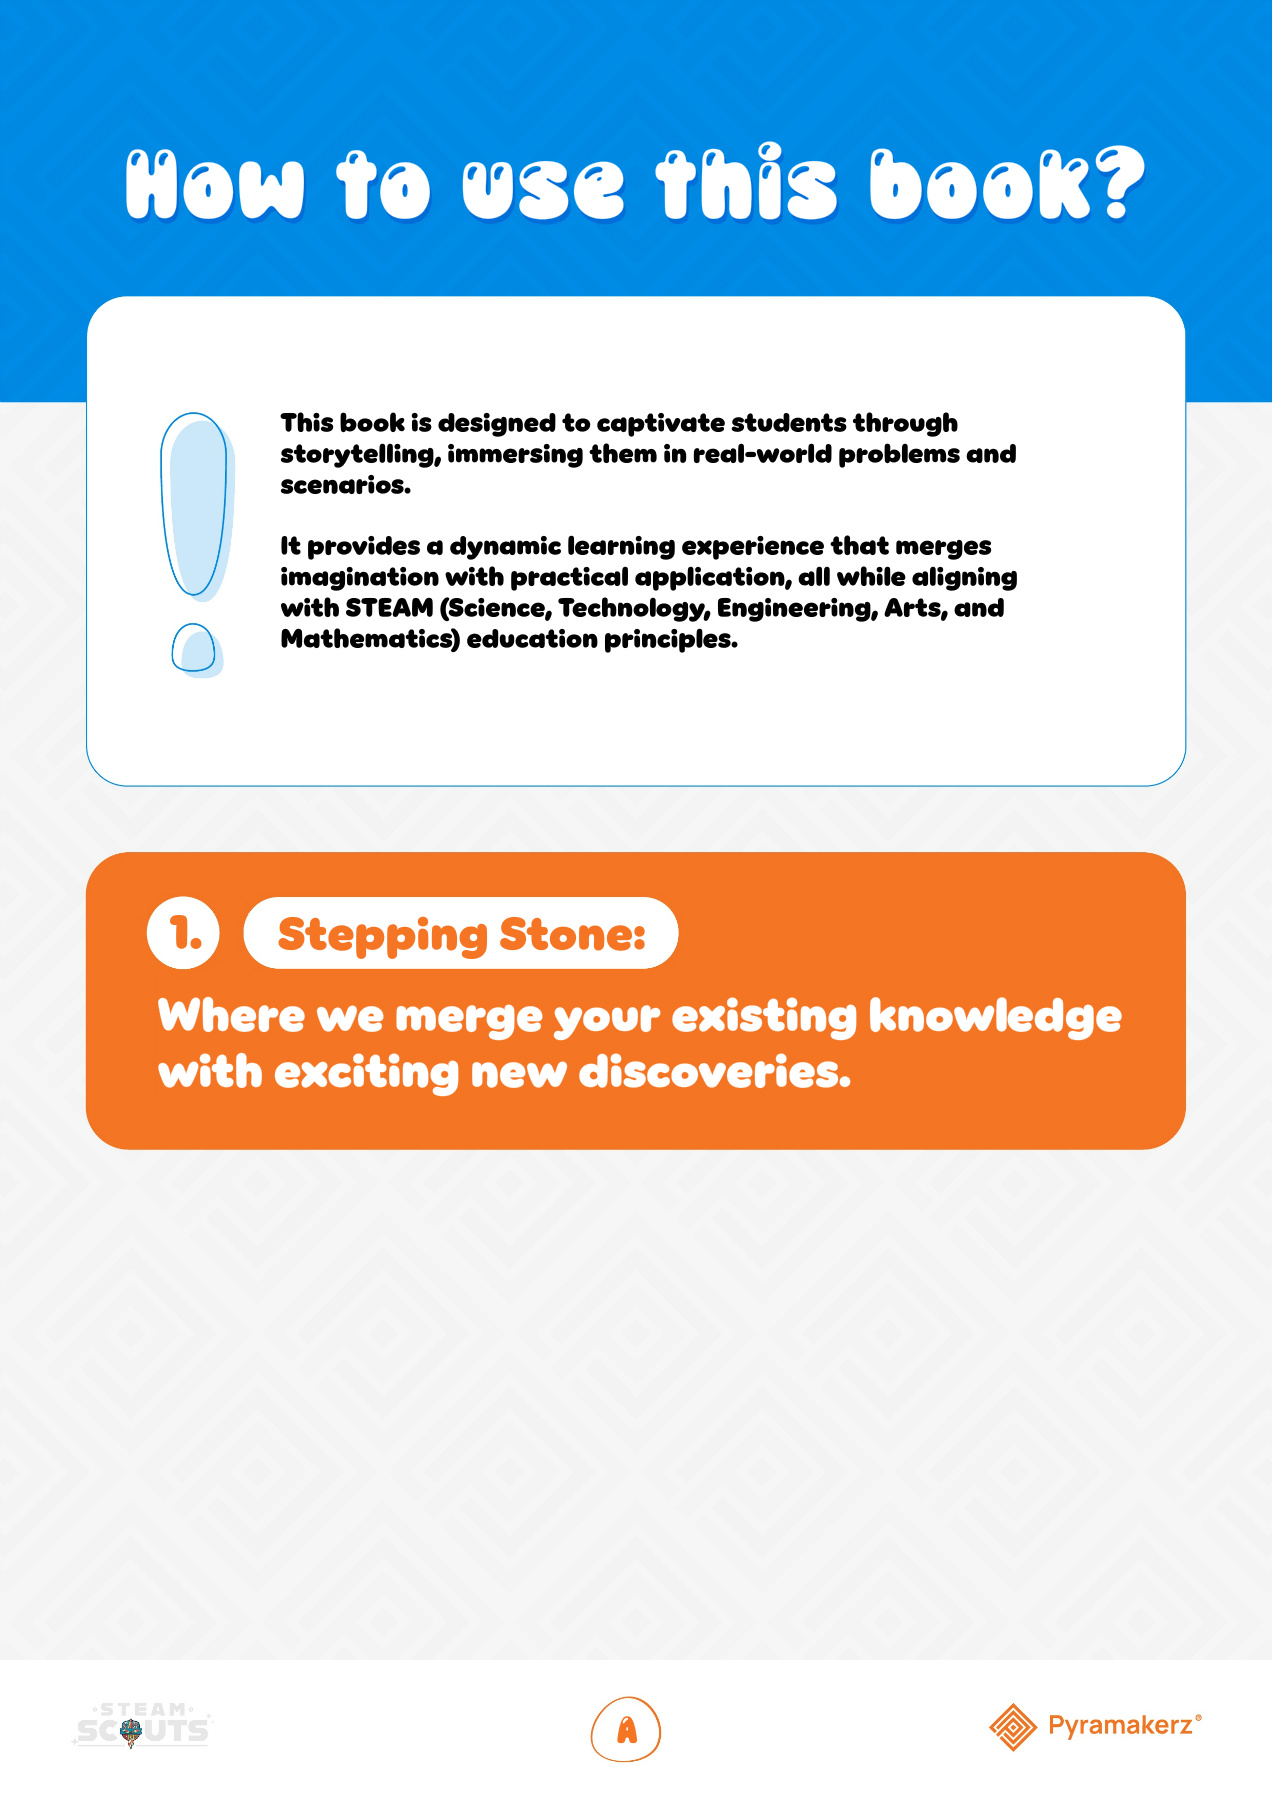 How to use this book?
This book is designed to captivate students through
storytelling, immersing them in real-world problems and
scenarios.
It provides a dynamic learning experience that merges
imagination with practical application, all while aligning
with STEAM (Science, Technology, Engineering, Arts, and
Mathematics) education principles.
1. Stepping Stone:
Where we merge your existing knowledge
with exciting new discoveries.
STEAM
SCOUTS
A
Pyramakerz®